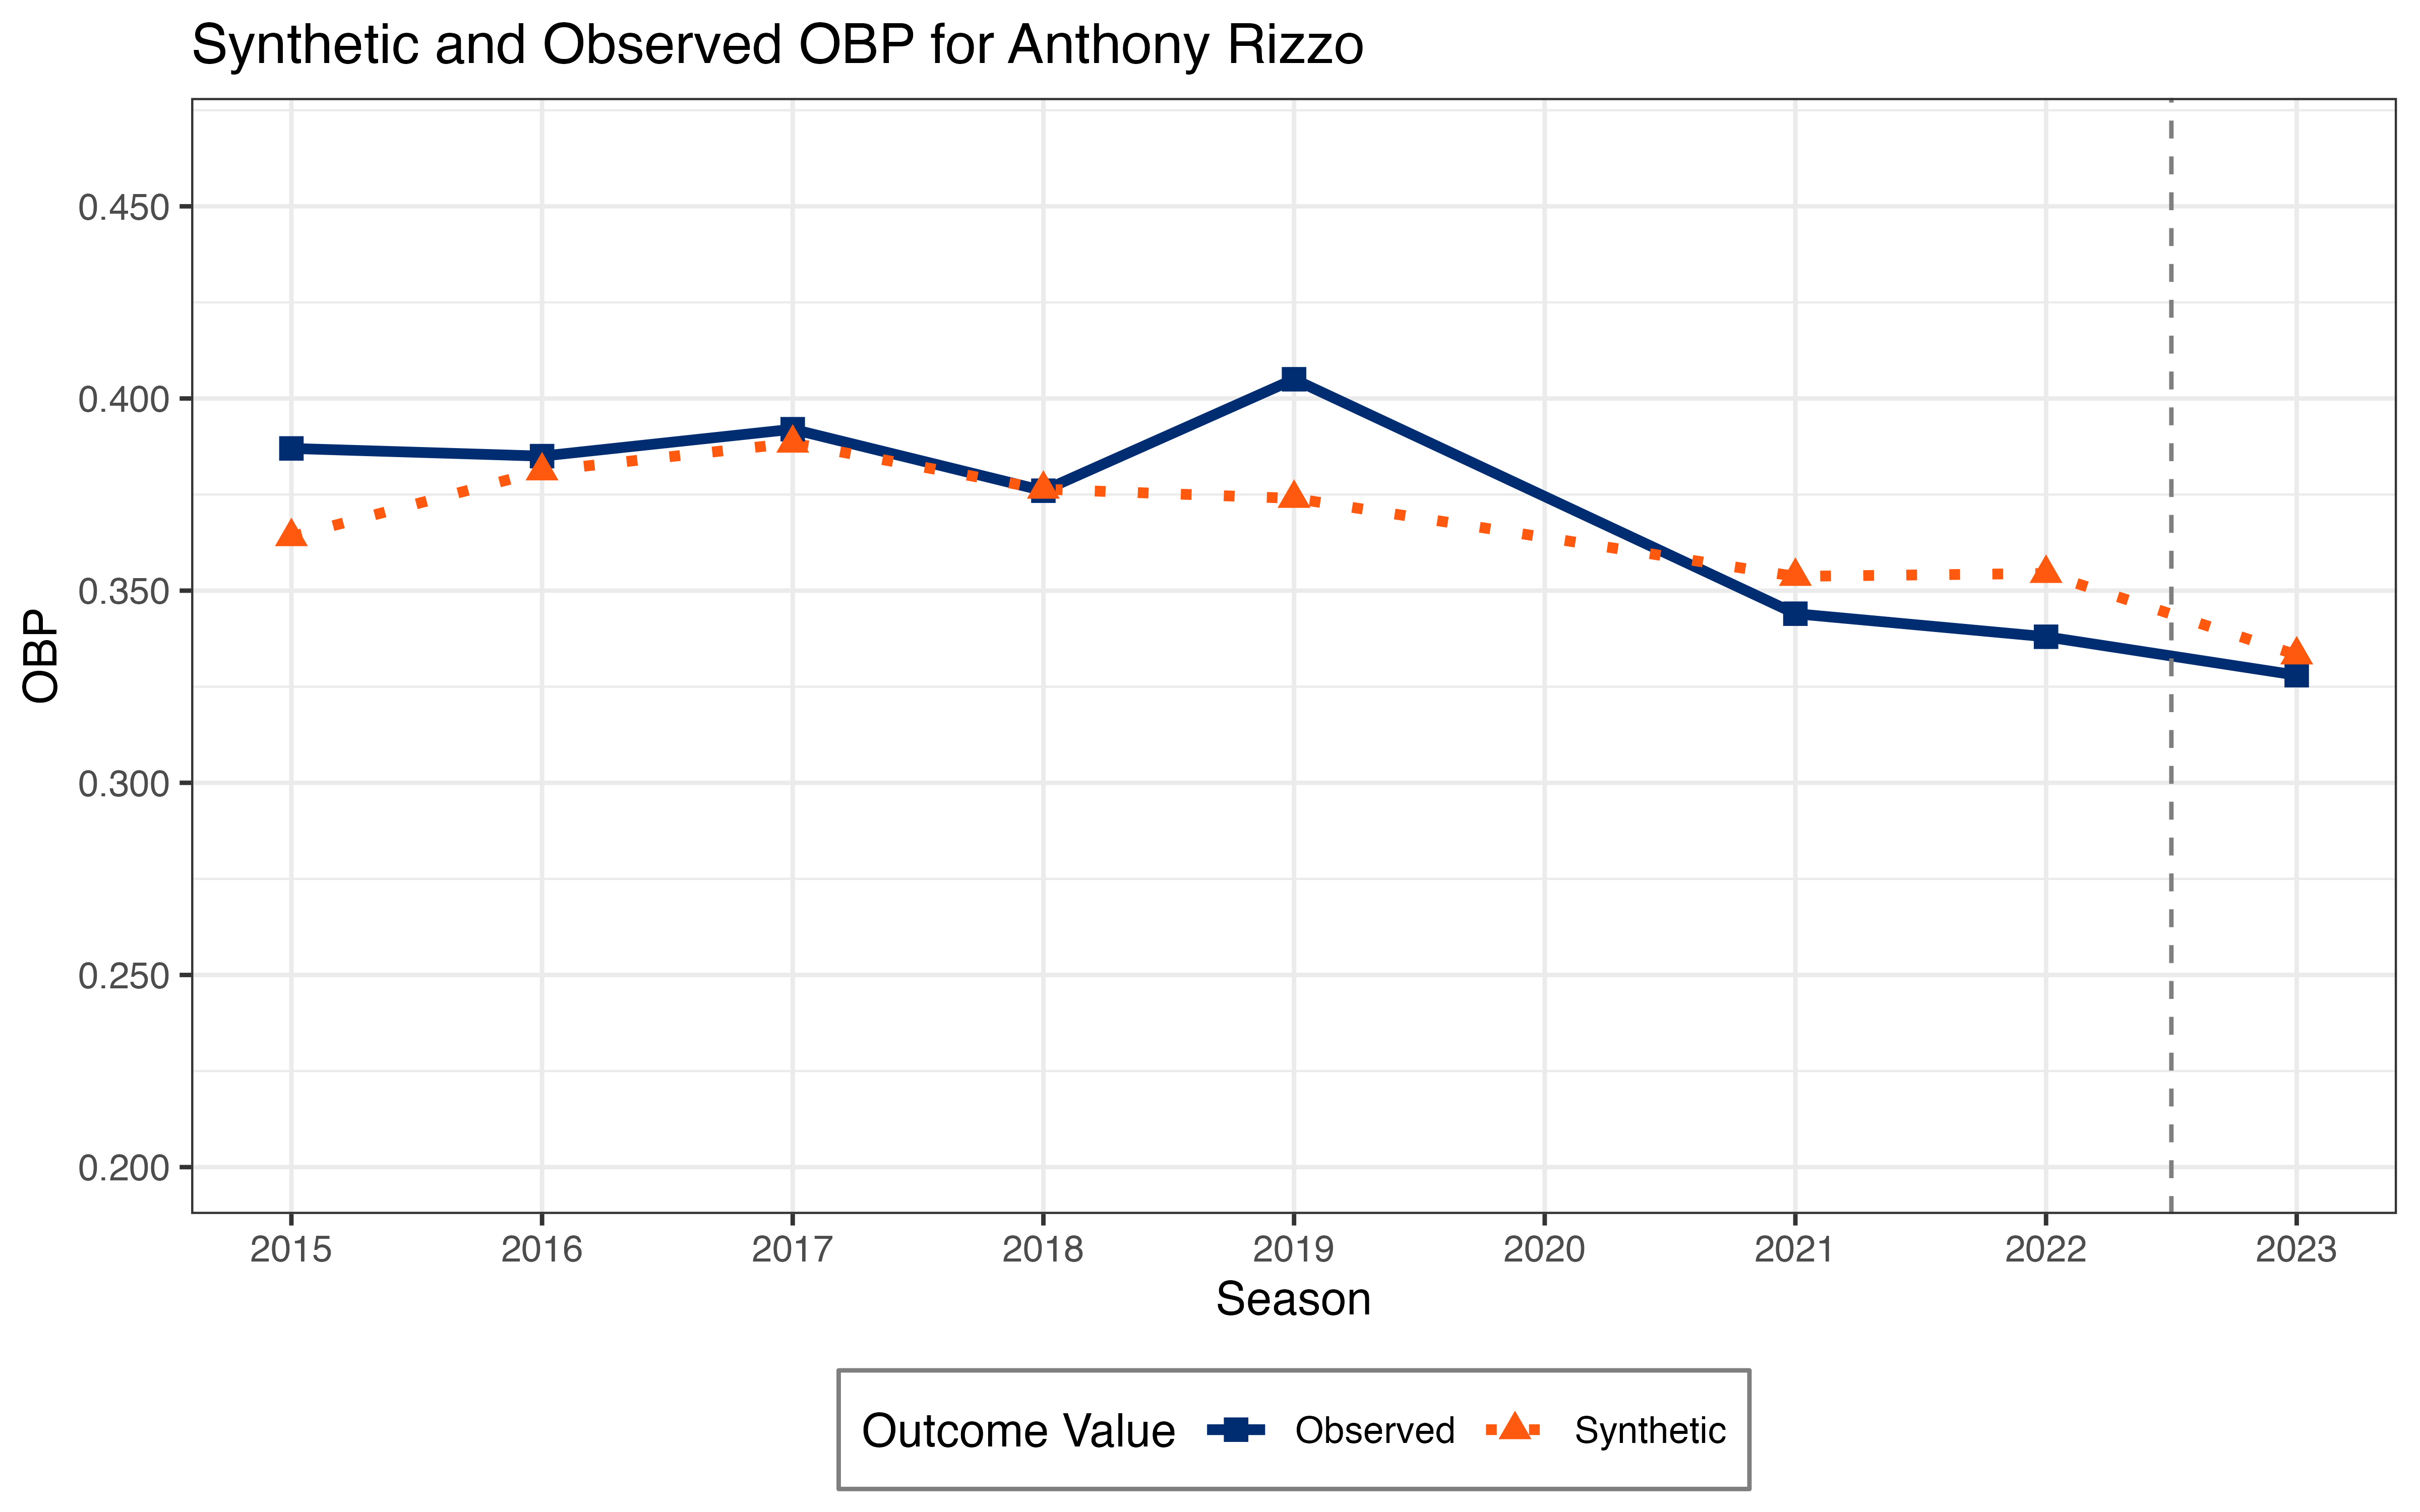 Synthetic and Observed OBP for Anthony Rizzo
OBP
0.450
0.400
0.350
0.300
0.250
0.200
2015 2016 2017 2018 2019 2020 2021 2022 2023
Season
Outcome Value Observed Synthetic